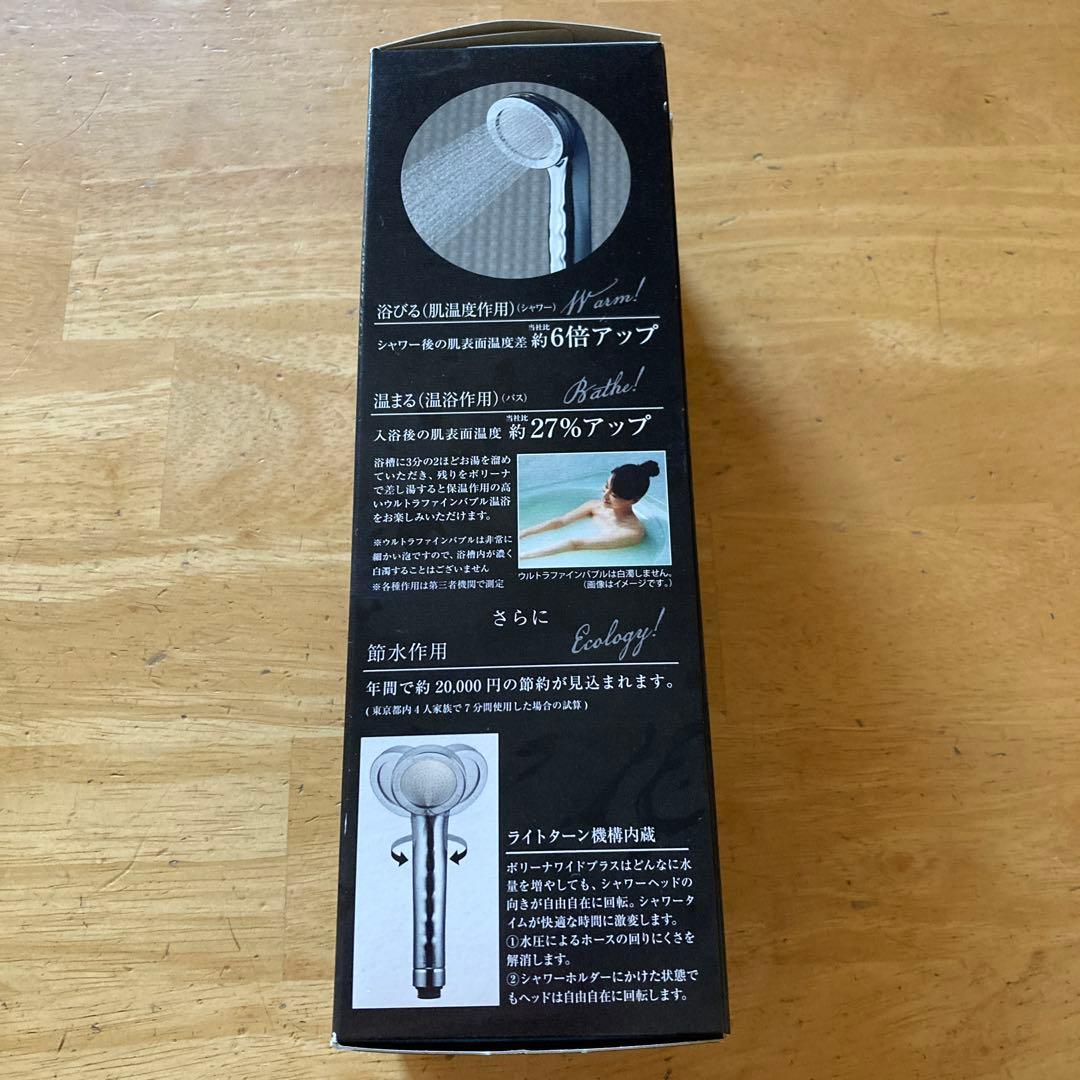 浴びる(肌温度作用)(シャワー) Warm!
シャワー後の肌表面温度差 当社比 約6倍アップ
Bathe!
温まる(温浴作用)(バス)
入浴後の肌表面温度 当社比 約27%アップ
浴槽に3分の2ほどお湯を溜め
ていただき、残りをボリーナ
で差し湯すると保温作用の高
いウルトラファインバブル温浴
をお楽しみいただけます。
※ウルトラファインバブルは非常に
細かい泡ですので、浴槽内が濃く
白濁することはございません
※各種作用は第三者機関で測定
ウルトラファインバブルは白濁しません。
(画像はイメージです。)
さらに
Ecology!
節水作用
年間で約 20,000 円の節約が見込まれます。
(東京都内4人家族で7分間使用した場合の試算)
ライトターン機構内蔵
ボリーナワイドプラスはどんなに水
量を増やしても、シャワーヘッドの
向きが自由自在に回転。シャワータ
イムが快適な時間に激変します。
①水圧によるホースの回りにくさを
解消します。
②シャワーホルダーにかけた状態で
もヘッドは自由自在に回転します。